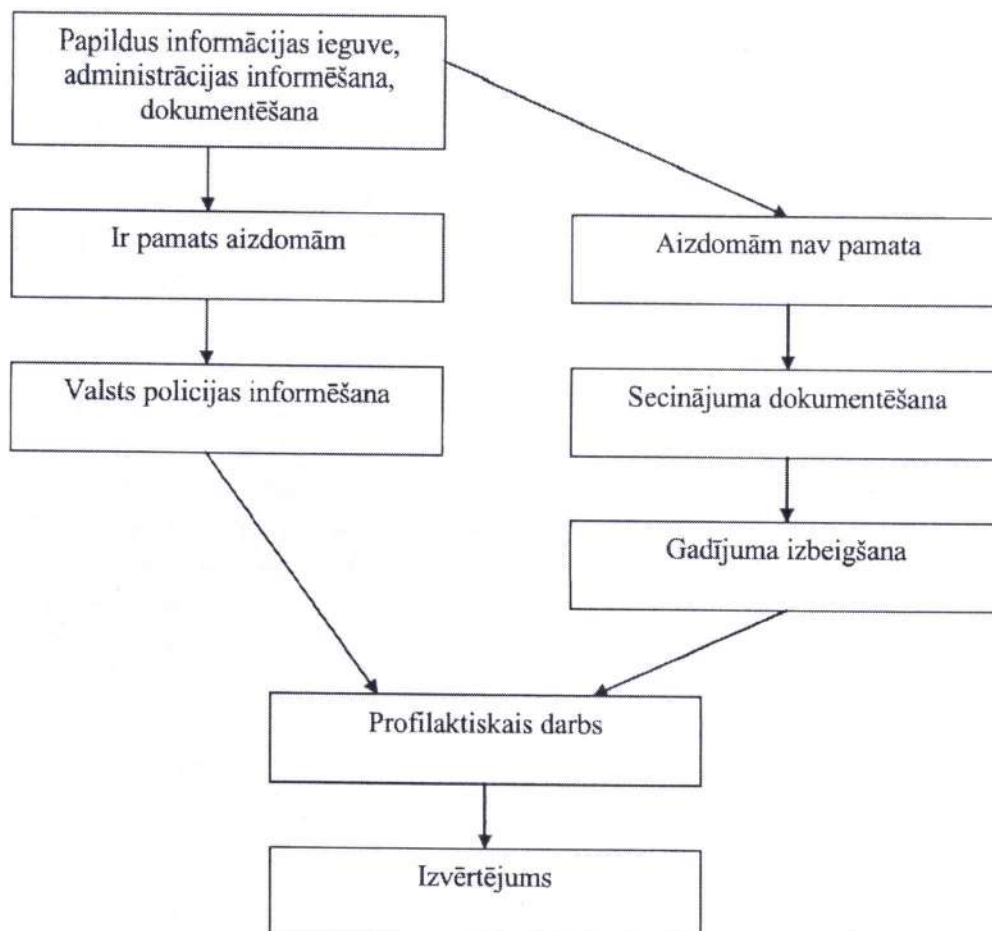 Papildus informācijas ieguve,
administrācijas informēšana,
dokumentēšana
Ir pamats aizdomām
Aizdomām nav pamata
Valsts policijas informēšana
Secinājuma dokumentēšana
Gadījuma izbeigšana
Profilaktiskais darbs
Izvērtējums